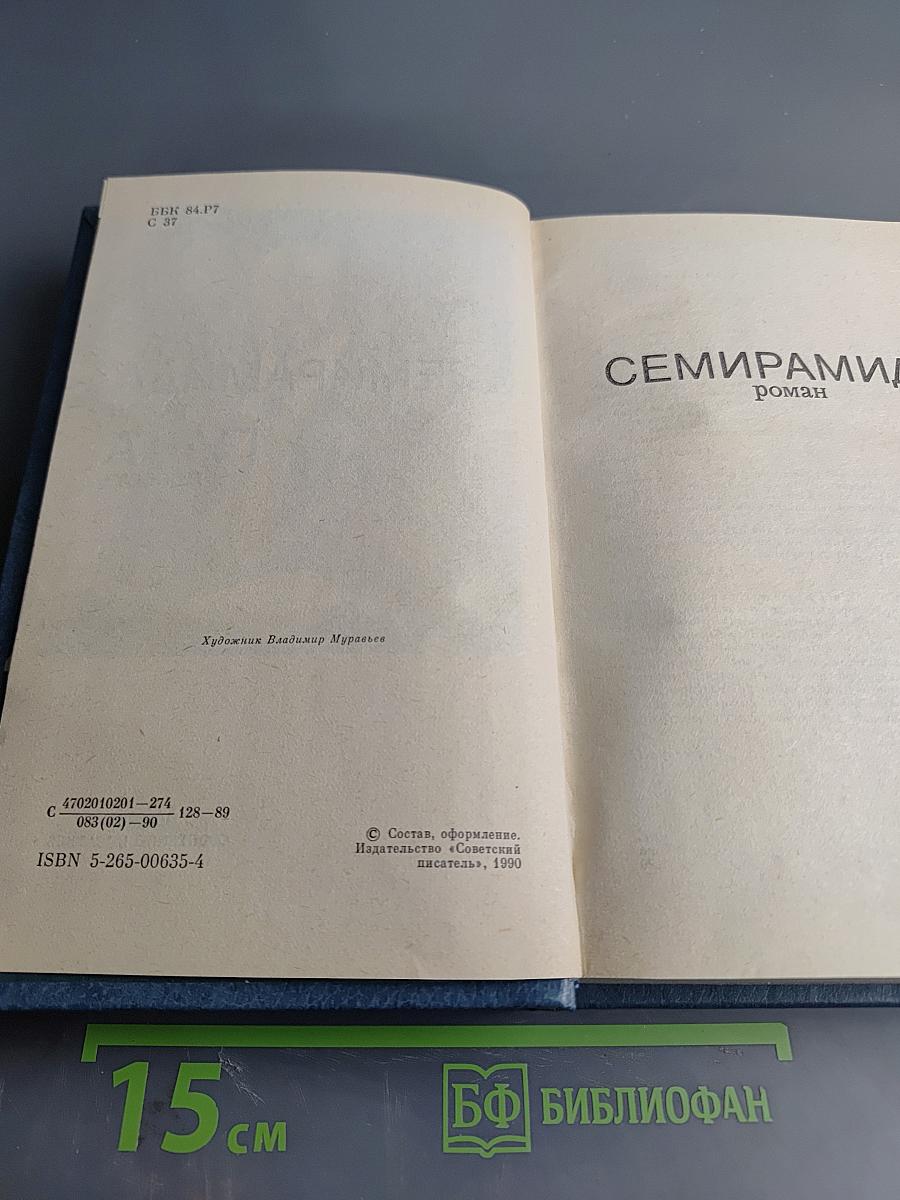 ББК 84.Р7
С 37
Художник Владимир Муравьев
С 4702010201—274 128—89
083(02)—90
ISBN 5-265-00635-4
© Состав, оформление.
Издательство «Советский
писатель», 1990
СЕМИРАМИД
роман
15 см
БФ БИБЛИОФАН